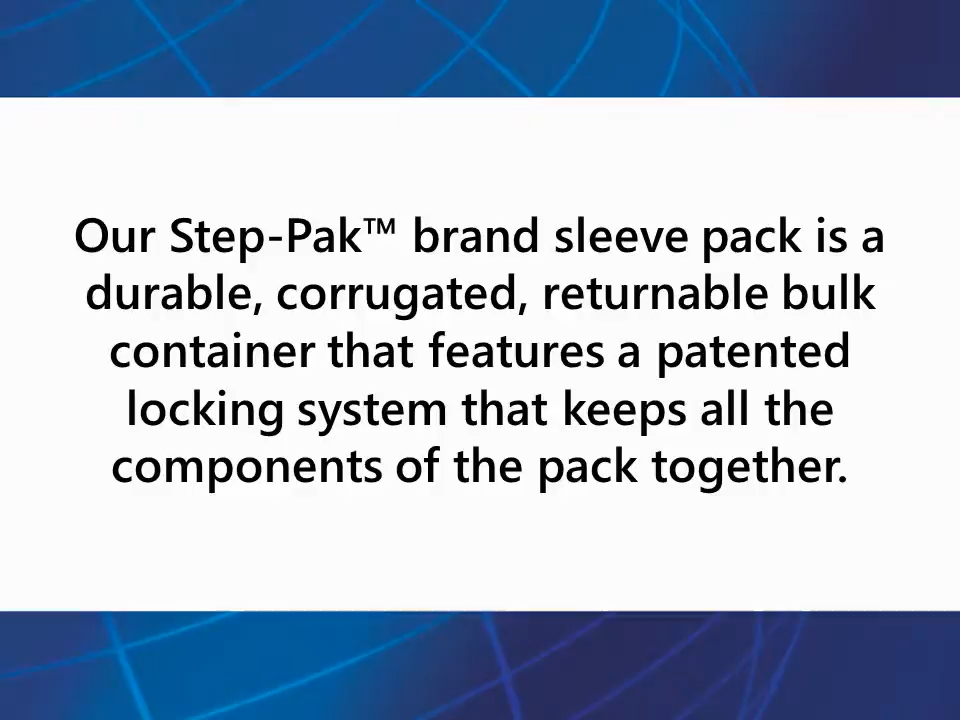 Our Step-Pak™ brand sleeve pack is a
durable, corrugated, returnable bulk
container that features a patented
locking system that keeps all the
components of the pack together.